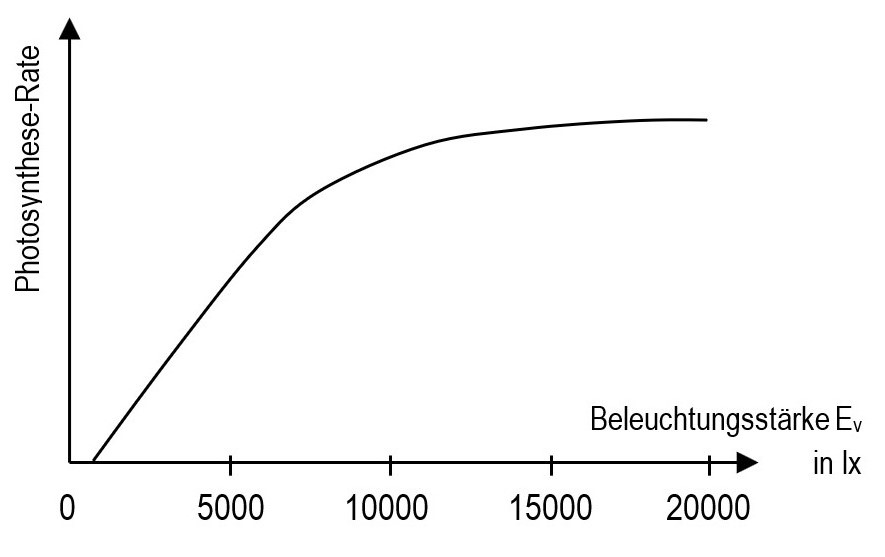 Photosynthese-Rate
Beleuchtungsstärke Ev
in lx
0 5000 10000 15000 20000